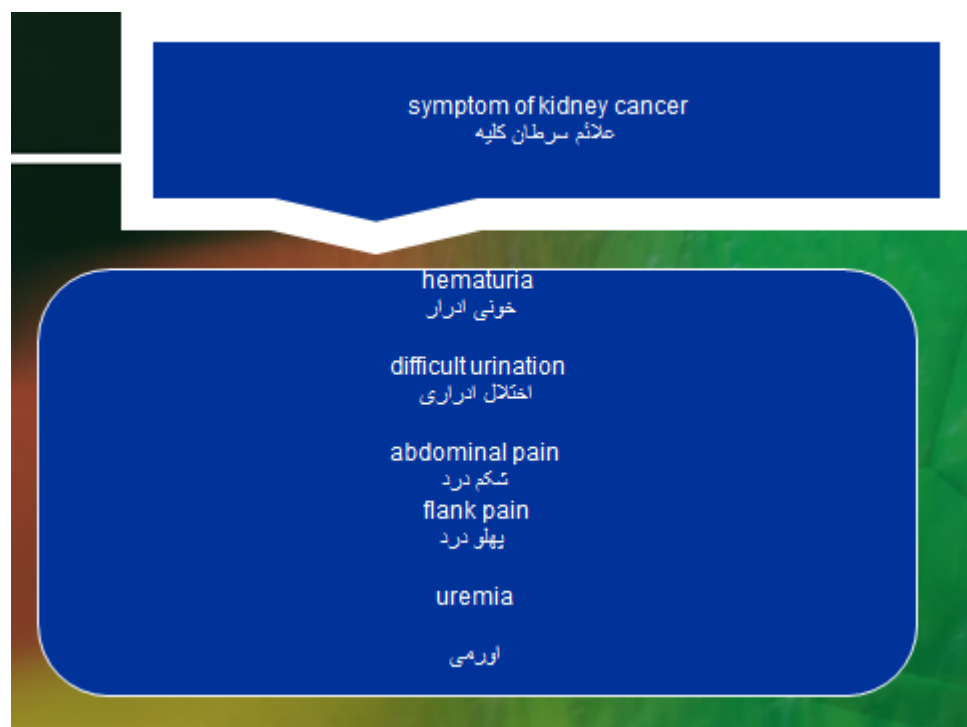 symptom of kidney cancer
علائم سرطان کلیه
hematuria
خونی ادرار
difficult urination
اختلال ادراری
abdominal pain
شکم درد
flank pain
پهلو درد
uremia
اورمی